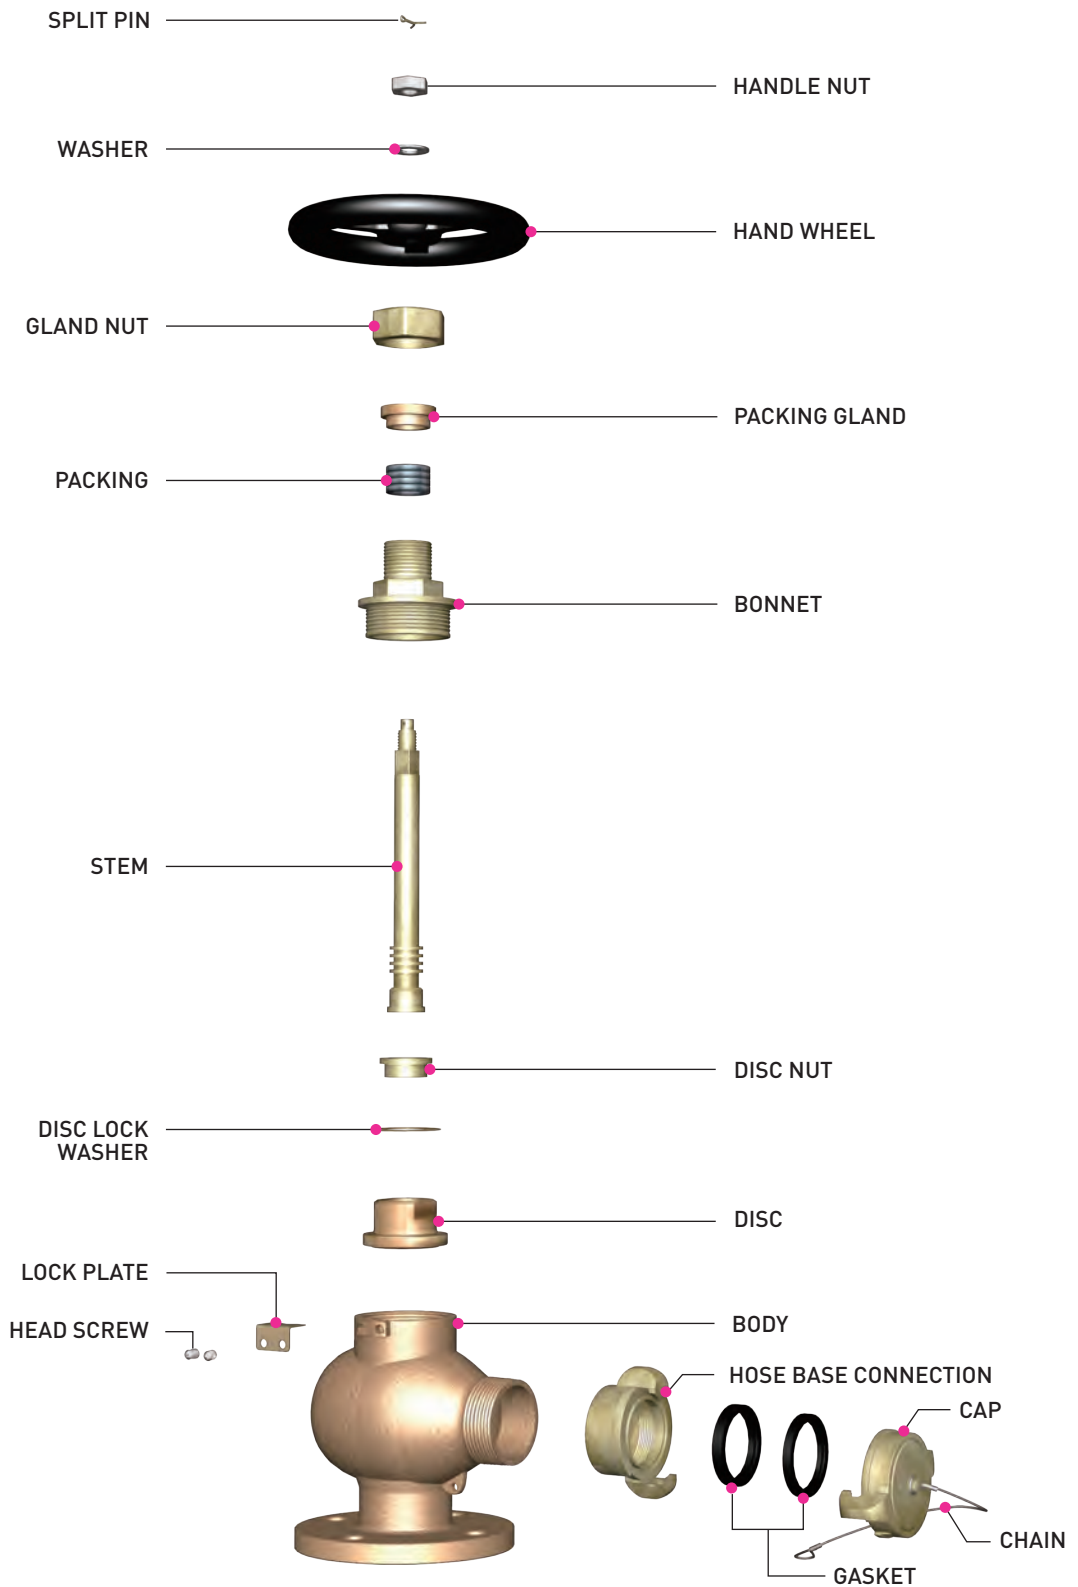 SPLIT PIN
HANDLE NUT
WASHER
HAND WHEEL
GLAND NUT
PACKING GLAND
PACKING
BONNET
STEM
DISC NUT
DISC LOCK
WASHER
DISC
LOCK PLATE
HEAD SCREW
BODY
HOSE BASE CONNECTION
CAP
CHAIN
GASKET